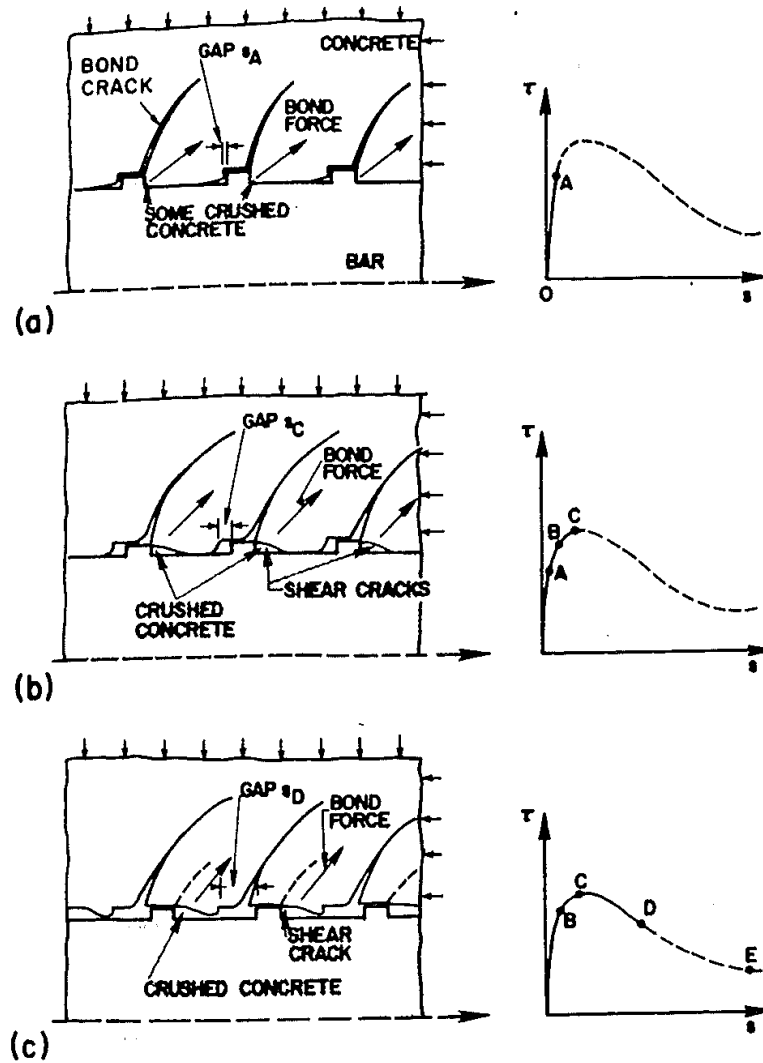 CONCRETE
GAP sA
BOND
CRACK
BOND
FORCE
SOME CRUSHED
CONCRETE
BAR
(a)
τ
A
O
s
GAP sC
BOND
FORCE
SHEAR CRACKS
CRUSHED
CONCRETE
(b)
τ
C
B
A
s
GAP sD
BOND
FORCE
SHEAR
CRACK
CRUSHED CONCRETE
(c)
τ
C
B
D
E
s